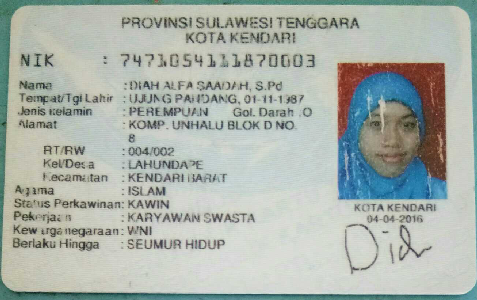 PROVINSI SULAWESI TENGGARA
KOTA KENDARI
NIK : 7471054111870003
Nama : DIAH ALFA SAADAH, S.Pd
Tempat/Tgl Lahir : UJUNG PANDANG, 01-11-1987
Jenis Kelamin : PEREMPUAN Gol. Darah :O
Alamat : KOMP. UNHALU BLOK D NO.
8
RT/RW : 004/002
Kel/Desa : LAHUNDAPE
Kecamatan : KENDARI BARAT
Agama : ISLAM
Status Perkawinan: KAWIN
Pekerjaan : KARYAWAN SWASTA
Kewarganegaraan: WNI
Berlaku Hingga : SEUMUR HIDUP
KOTA KENDARI
04-04-2016
Diah